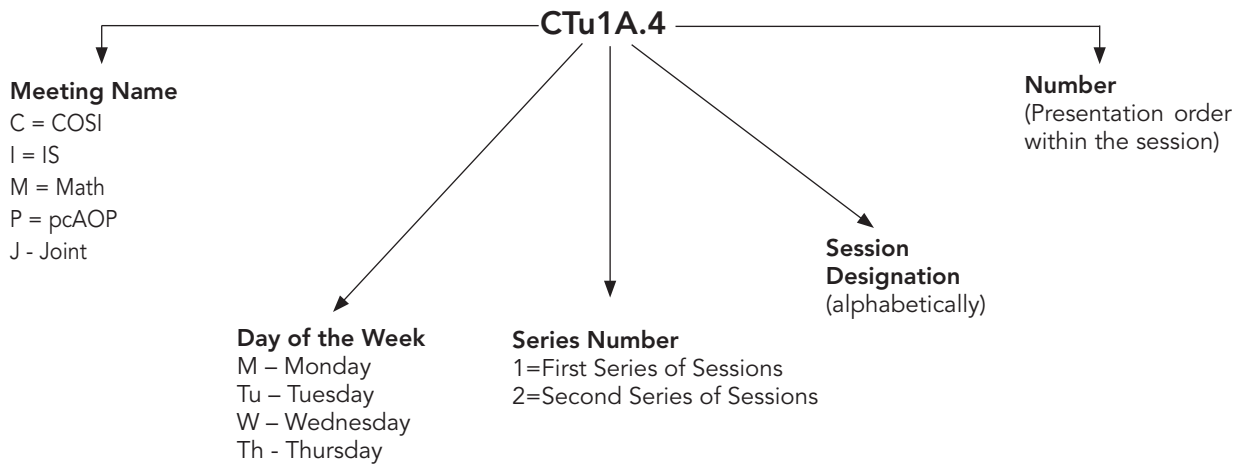 CTu1A.4
Meeting Name
C = COSI
I = IS
M = Math
P = pcAOP
J - Joint
Number
(Presentation order
within the session)
Session
Designation
(alphabetically)
Day of the Week
M – Monday
Tu – Tuesday
W – Wednesday
Th - Thursday
Series Number
1=First Series of Sessions
2=Second Series of Sessions